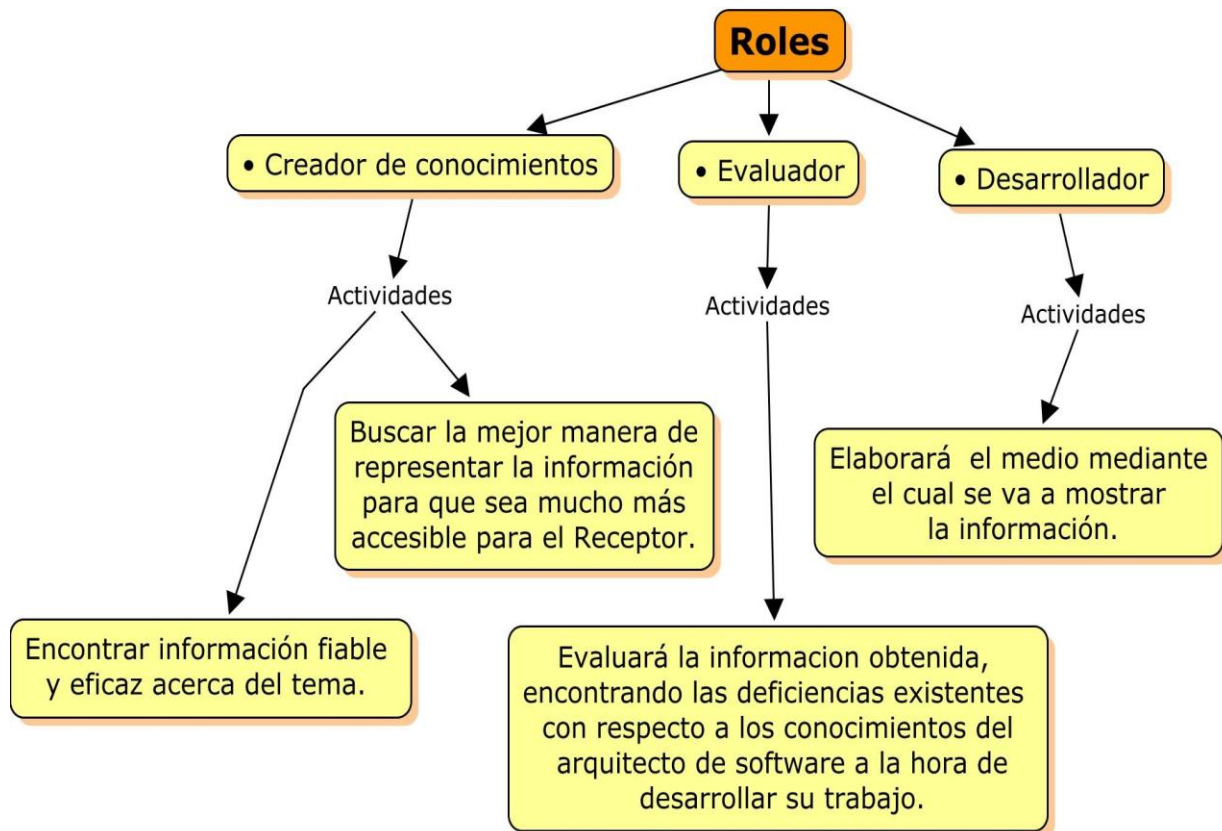 Roles
• Creador de conocimientos
• Evaluador
• Desarrollador
Actividades
Actividades
Actividades
Buscar la mejor manera de
representar la información
para que sea mucho más
accesible para el Receptor.
Elaborará el medio mediante
el cual se va a mostrar
la información.
Encontrar información fiable
y eficaz acerca del tema.
Evaluará la informacion obtenida,
encontrando las deficiencias existentes
con respecto a los conocimientos del
arquitecto de software a la hora de
desarrollar su trabajo.